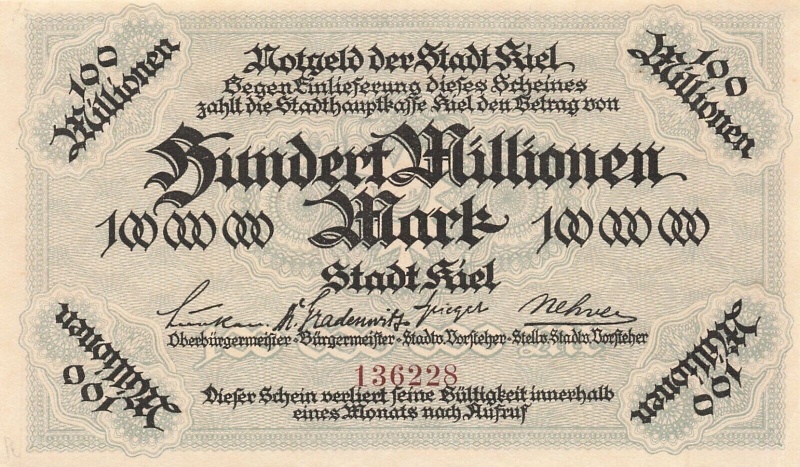 100 Millionen
100 Millionen
Notgeld der Stadt Kiel
Gegen Einlieferung dieses Scheines
zahlt die Stadthauptkasse Kiel den Betrag von
Hundert Millionen
100 000 000 Mark 100 000 000
Stadt Kiel
K. Gradenwitz
Oberbürgermeister - Bürgermeister - Stadtv. Vorsteher - Stellv. Stadtv. Vorsteher
136228
Dieser Schein verliert seine Gültigkeit innerhalb
eines Monats nach Aufruf
100 Millionen
100 Millionen